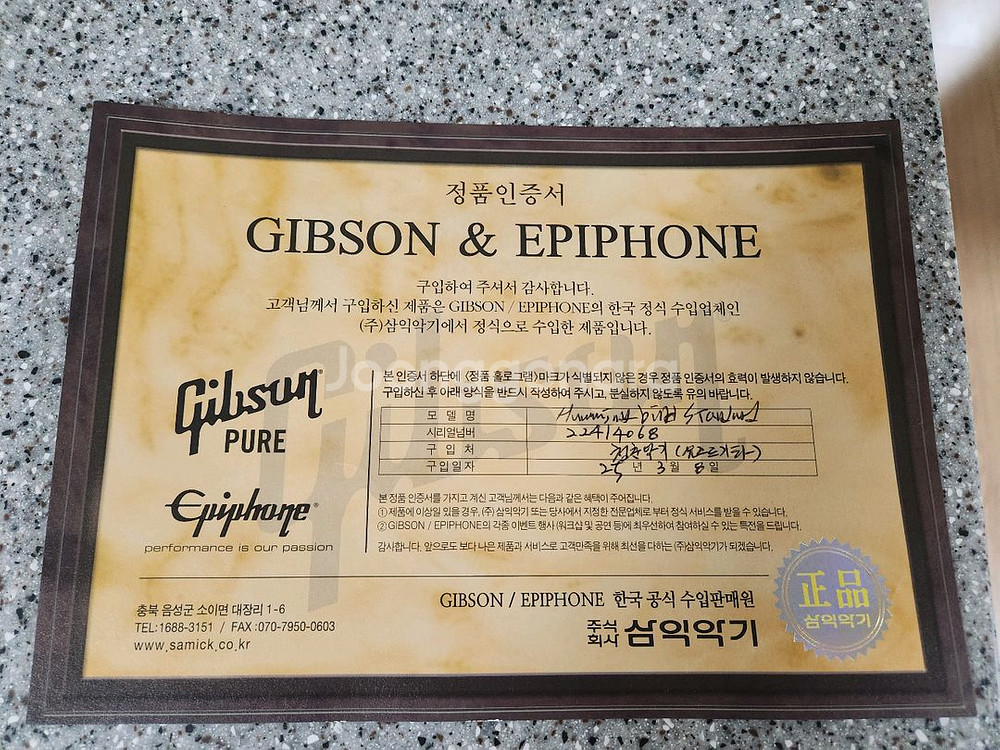 정품인증서
GIBSON & EPIPHONE
구입하여 주셔서 감사합니다.
고객님께서 구입하신 제품은 GIBSON / EPIPHONE의 한국 정식 수입업체인
(주)삼익악기에서 정식으로 수입한 제품입니다.
Joonggonara
Gibson
PURE
Epiphone
performance is our passion
본 인증서 하단에 <정품 홀로그램>마크가 식별되지 않은 경우 정품 인증서의 효력이 발생하지 않습니다.
구입하신 후 아래 양식을 반드시 작성하여 주시고, 분실하지 않도록 유의 바랍니다.
모 델 명 Hummingbird Standard
시리얼넘버 22414068
구 입 처
구입일자 25 년 3 월 8 일
본 정품 인증서를 가지고 계신 고객님께서는 다음과 같은 혜택이 주어집니다.
① 제품에 이상일 있을 경우, (주) 삼익악기 또는 당사에서 지정한 전문업체로 부터 정식 서비스를 받을 수 있습니다.
② GIBSON / EPIPHONE의 각종 이벤트 행사 (워크샵 및 공연 등)에 최우선하여 참여하실 수 있는 특전을 드립니다.
감사합니다. 앞으로도 보다 나은 제품과 서비스로 고객만족을 위해 최선을 다하는 (주)삼익악기가 되겠습니다.
충북 음성군 소이면 대장리 1-6
TEL:1688-3151 / FAX:070-7950-0603
www.samick.co.kr
GIBSON / EPIPHONE 한국 공식 수입판매원
주식회사 삼익악기
正品
삼익악기